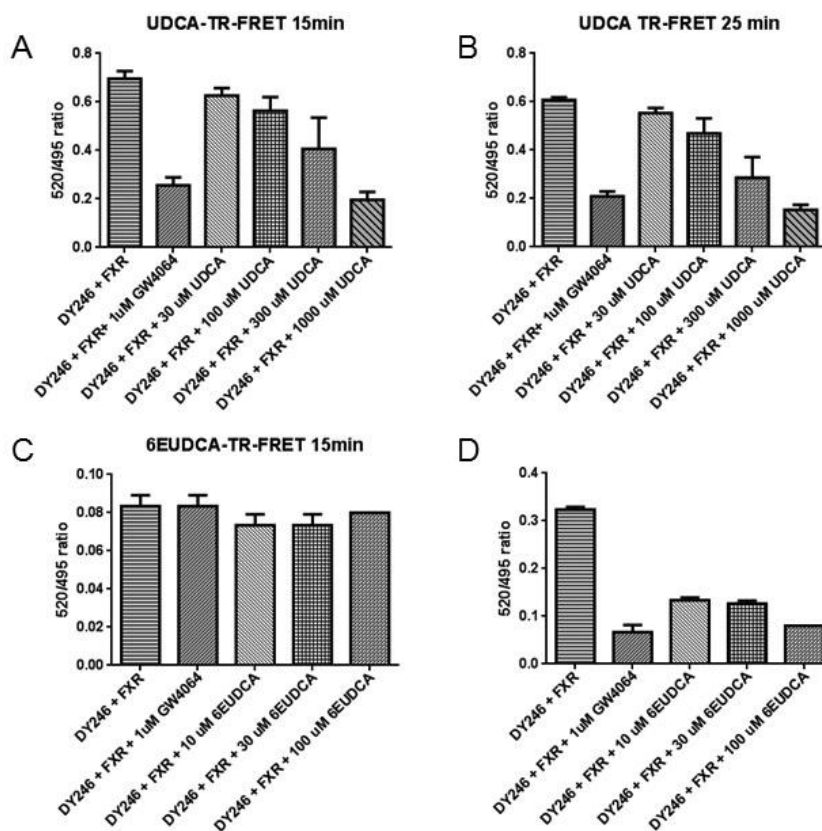 A
UDCA-TR-FRET 15min
520/495 ratio
0.8
0.6
0.4
0.2
0.0
DY246 + FXR
DY246 + FXR+ 1uM GW4064
DY246 + FXR + 30 uM UDCA
DY246 + FXR + 100 uM UDCA
DY246 + FXR + 300 uM UDCA
DY246 + FXR + 1000 uM UDCA
B
UDCA TR-FRET 25 min
520/495 ratio
0.8
0.6
0.4
0.2
0.0
DY246 + FXR
DY246 + FXR+ 1uM GW4064
DY246 + FXR + 30 uM UDCA
DY246 + FXR + 100 uM UDCA
DY246 + FXR + 300 uM UDCA
DY246 + FXR + 1000 uM UDCA
C
6EUDCA-TR-FRET 15min
520/495 ratio
0.10
0.08
0.06
0.04
0.02
0.00
DY246 + FXR
DY246 + FXR + 1uM GW4064
DY246 + FXR + 10 uM 6EUDCA
DY246 + FXR + 30 uM 6EUDCA
DY246 + FXR + 100 uM 6EUDCA
D
520/495 ratio
0.4
0.3
0.2
0.1
0.0
DY246 + FXR
DY246 + FXR + 1uM GW4064
DY246 + FXR + 10 uM 6EUDCA
DY246 + FXR + 30 uM 6EUDCA
DY246 + FXR + 100 uM 6EUDCA